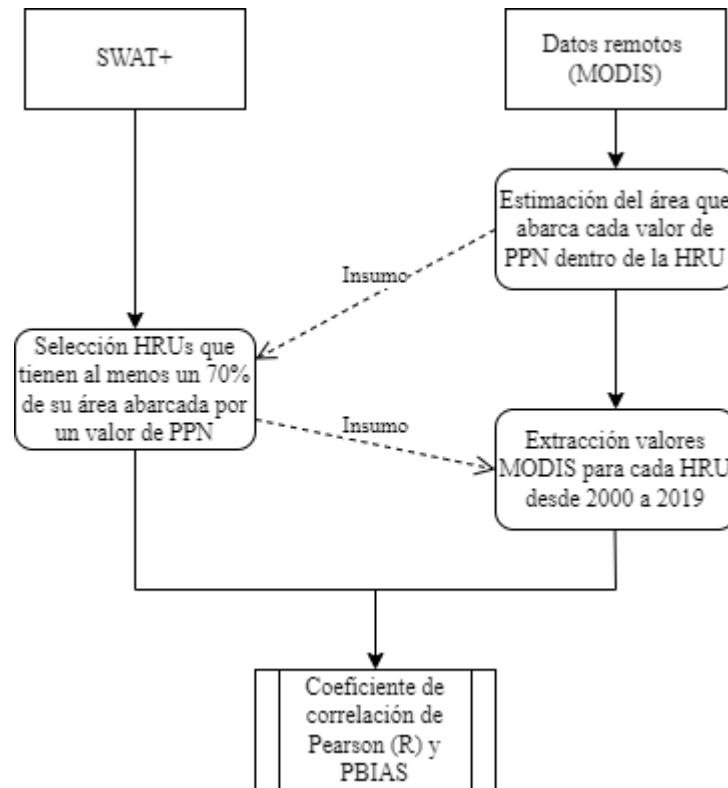 SWAT+
Datos remotos
(MODIS)
Estimación del área que
abarca cada valor de
PPN dentro de la HRU
Insumo
Selección HRUs que
tienen al menos un 70%
de su área abarcada por
un valor de PPN
Insumo
Extracción valores
MODIS para cada HRU
desde 2000 a 2019
Coeficiente de
correlación de
Pearson (R) y
PBIAS